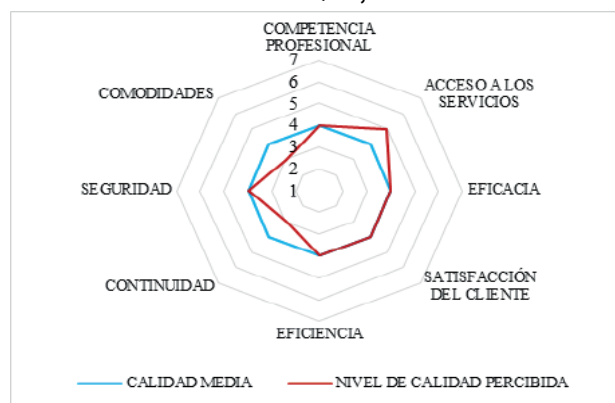 COMPETENCIA
PROFESIONAL
7
6
5
4
3
2
1
ACCESO A LOS
SERVICIOS
EFICACIA
SATISFACCIÓN
DEL CLIENTE
EFICIENCIA
CONTINUIDAD
SEGURIDAD
COMODIDADES
CALIDAD MEDIA
NIVEL DE CALIDAD PERCIBIDA